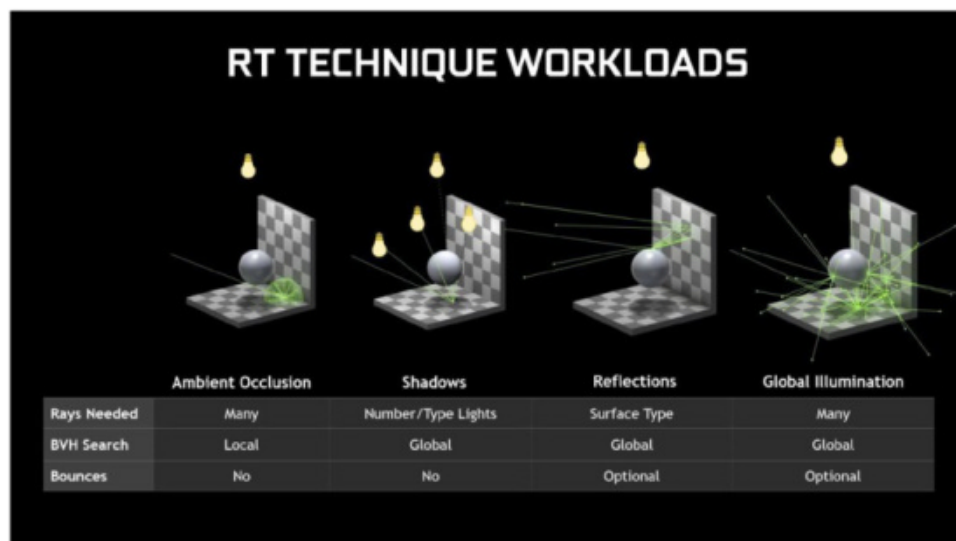 RT TECHNIQUE WORKLOADS
Ambient Occlusion Shadows Reflections Global Illumination
Rays Needed Many Number/Type Lights Surface Type Many
BVH Search Local Global Global Global
Bounces No No Optional Optional